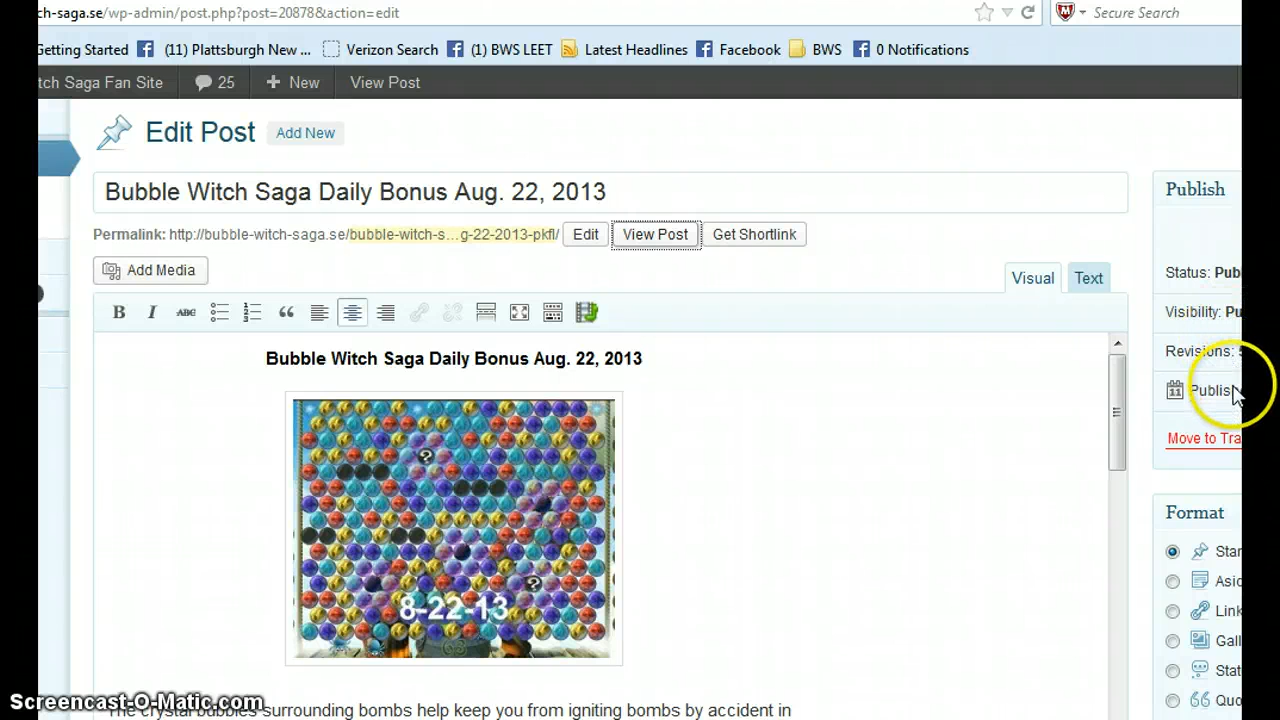 ch-saga.se/wp-admin/post.php?post=20878&action=edit
Secure Search
Getting Started (11) Plattsburgh New ... Verizon Search (1) BWS LEET Latest Headlines Facebook BWS 0 Notifications
tch Saga Fan Site 25 + New View Post
Edit Post Add New
Bubble Witch Saga Daily Bonus Aug. 22, 2013
Publish
Permalink: http://bubble-witch-saga.se/bubble-witch-s…g-22-2013-pkfl/ Edit View Post Get Shortlink
Add Media
Status: Publ
Visual Text
B I ABC
Visibility: Pu
Revisions: 5
Publis
Move to Tra
Bubble Witch Saga Daily Bonus Aug. 22, 2013
? ?
8-22-13
Format
Star
Asid
Link
Gall
Stat
Quo
The crystal bubbles surrounding bombs help keep you from igniting bombs by accident in
Screencast-O-Matic.com